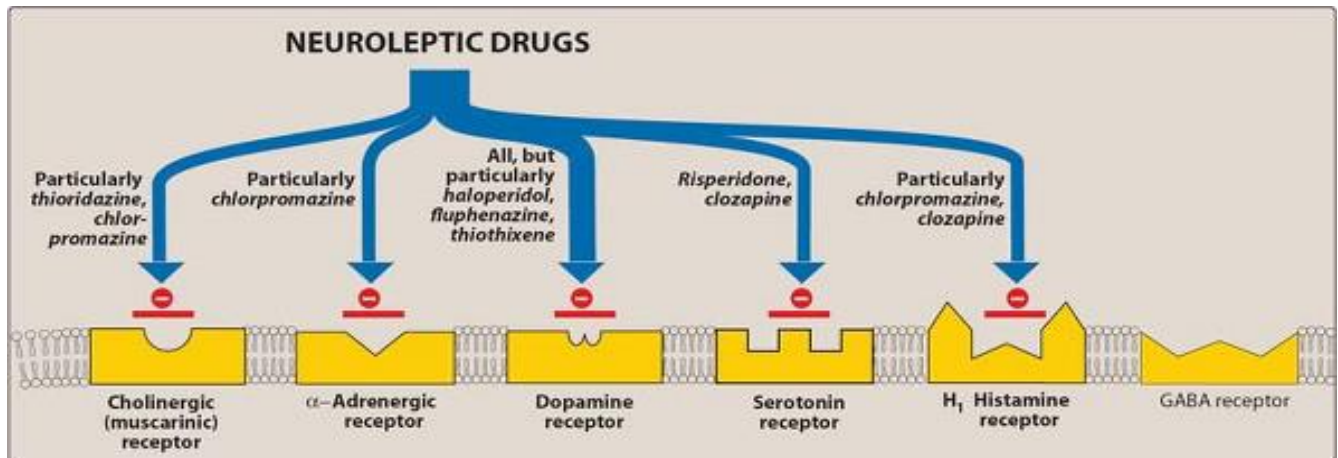 NEUROLEPTIC DRUGS
Particularly
thioridazine,
chlor-
promazine
Particularly
chlorpromazine
All, but
particularly
haloperidol,
fluphenazine,
thiothixene
Risperidone,
clozapine
Particularly
chlorpromazine,
clozapine
Cholinergic
(muscarinic)
receptor
α–Adrenergic
receptor
Dopamine
receptor
Serotonin
receptor
H₁ Histamine
receptor
GABA receptor